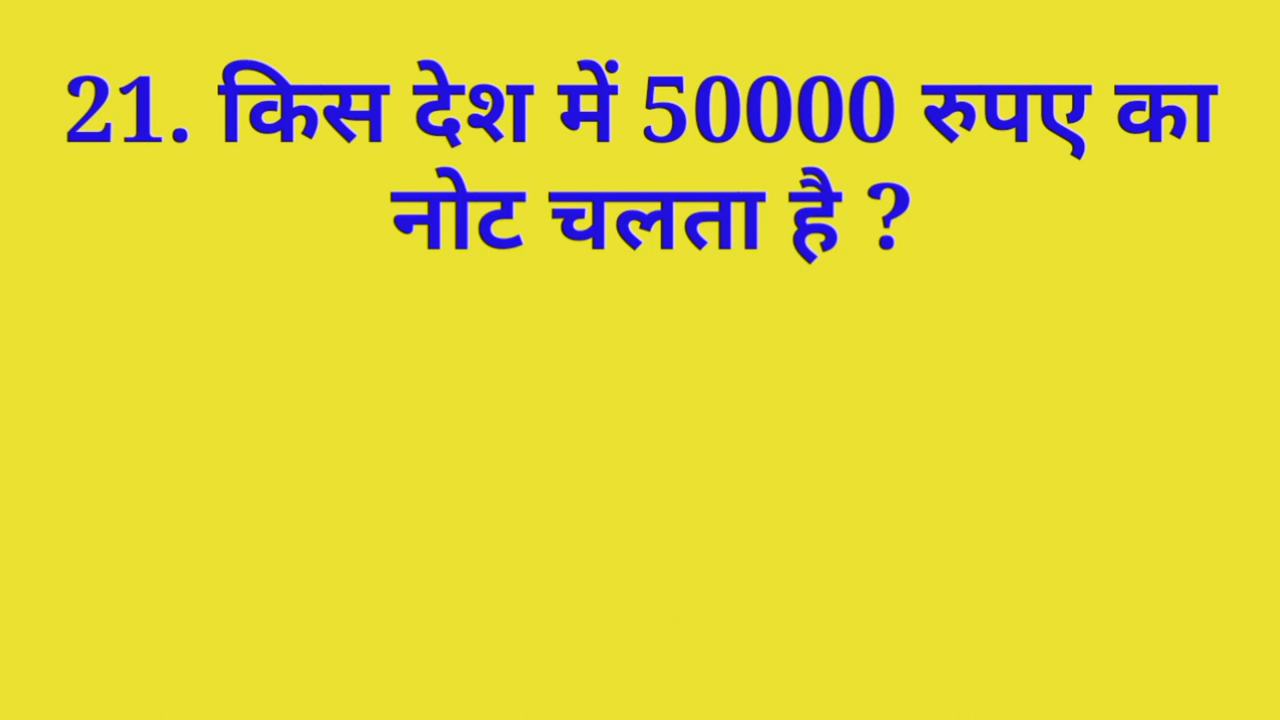 21. किस देश में 50000 रुपए का
नोट चलता है ?